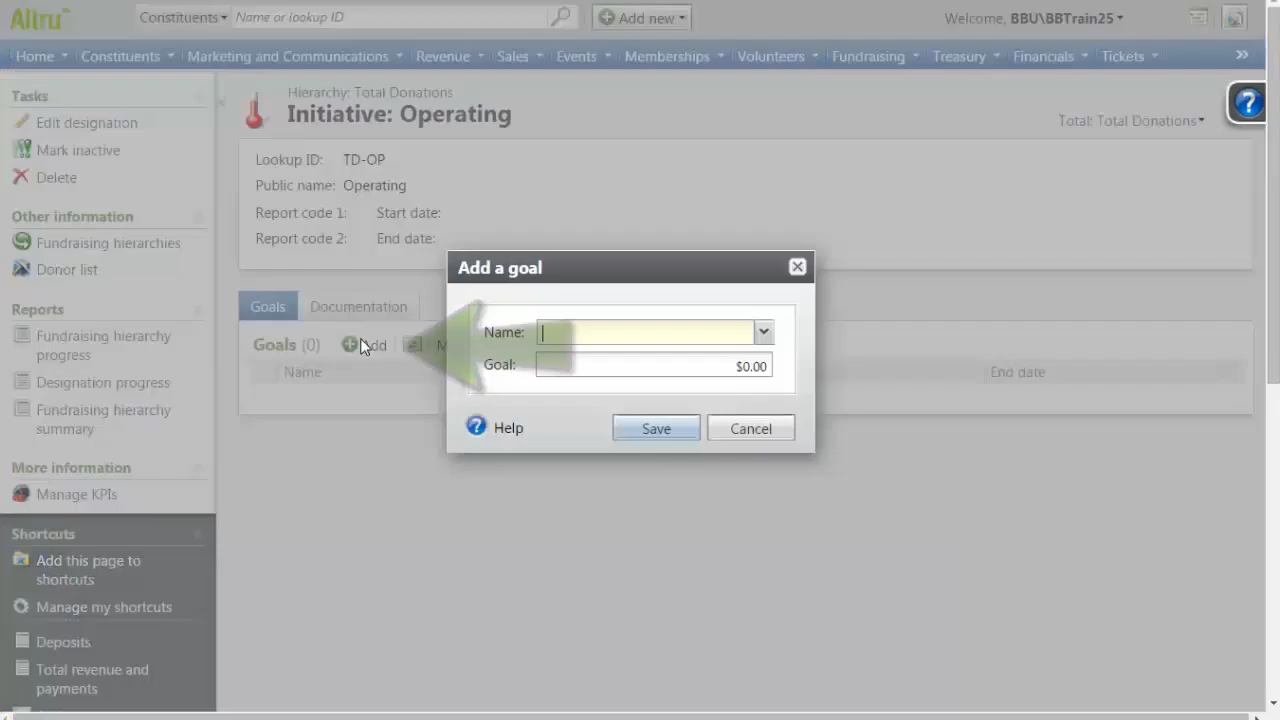 Altru
Constituents
Name or lookup ID
Add new
Welcome, BBU\BBTrain25
Home
Constituents
Marketing and Communications
Revenue
Sales
Events
Memberships
Volunteers
Fundraising
Treasury
Financials
Tickets
Tasks
Edit designation
Mark inactive
Delete
Other information
Fundraising hierarchies
Donor list
Reports
Fundraising hierarchy
progress
Designation progress
Fundraising hierarchy
summary
More information
Manage KPIs
Shortcuts
Add this page to
shortcuts
Manage my shortcuts
Deposits
Total revenue and
payments
Hierarchy: Total Donations
Initiative: Operating
Total: Total Donations
Lookup ID: TD-OP
Public name: Operating
Report code 1: Start date:
Report code 2: End date:
Goals
Documentation
Goals (0)
Add
Name
End date
Add a goal
Name:
Goal: $0.00
Help
Save
Cancel